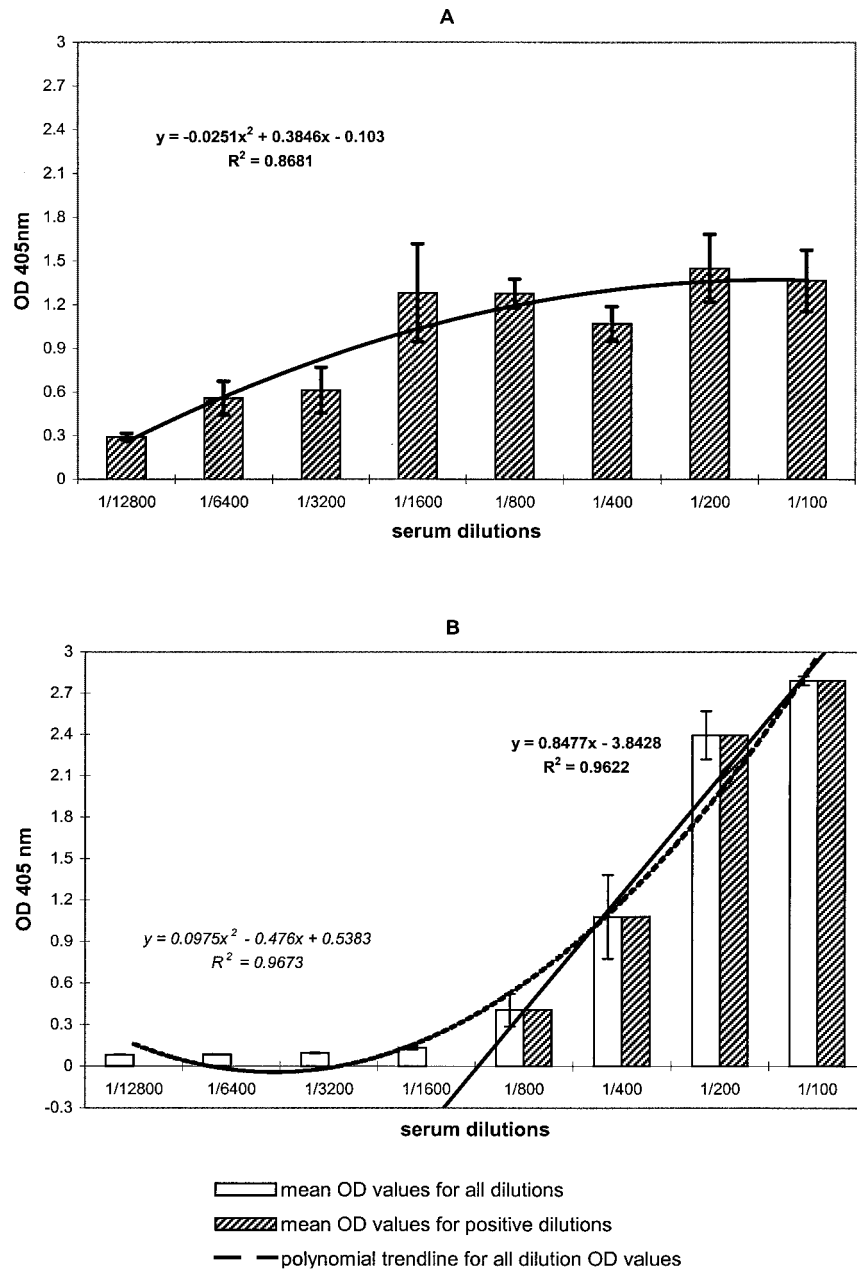 A
3
2.7
2.4
2.1
1.8
1.5
1.2
0.9
0.6
0.3
0
OD 405nm
y = -0.0251x² + 0.3846x - 0.103
R² = 0.8681
1/12800 1/6400 1/3200 1/1600 1/800 1/400 1/200 1/100
serum dilutions
B
3
2.7
2.4
2.1
1.8
1.5
1.2
0.9
0.6
0.3
0
-0.3
OD 405 nm
y = 0.8477x - 3.8428
R² = 0.9622
y = 0.0975x² - 0.476x + 0.5383
R² = 0.9673
1/12800 1/6400 1/3200 1/1600 1/800 1/400 1/200 1/100
serum dilutions
mean OD values for all dilutions
mean OD values for positive dilutions
polynomial trendline for all dilution OD values